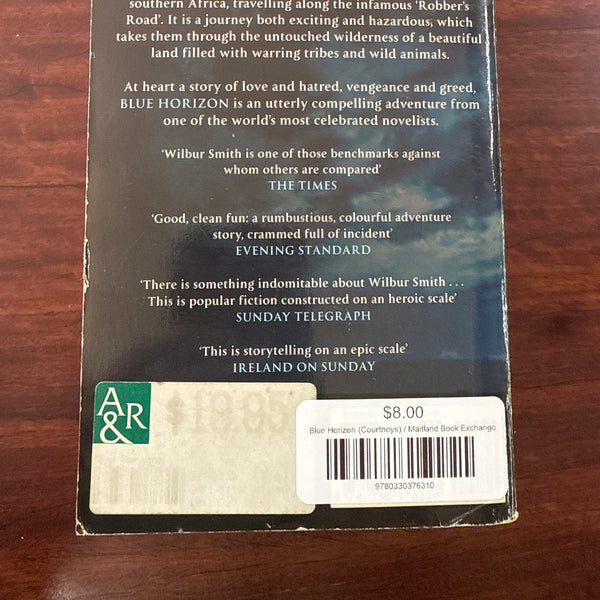 southern Africa, travelling along the infamous ‘Robber’s
Road’. It is a journey both exciting and hazardous, which
takes them through the untouched wilderness of a beautiful
land filled with warring tribes and wild animals.
At heart a story of love and hatred, vengeance and greed,
BLUE HORIZON is an utterly compelling adventure from
one of the world’s most celebrated novelists.
‘Wilbur Smith is one of those benchmarks against
whom others are compared’
THE TIMES
‘Good, clean fun: a rumbustious, colourful adventure
story, crammed full of incident’
EVENING STANDARD
‘There is something indomitable about Wilbur Smith . . .
This is popular fiction constructed on an heroic scale’
SUNDAY TELEGRAPH
‘This is storytelling on an epic scale’
IRELAND ON SUNDAY
A&R
$19.95
$8.00
Blue Horizon (Courtneys) / Maitland Book Exchange
9780330376310